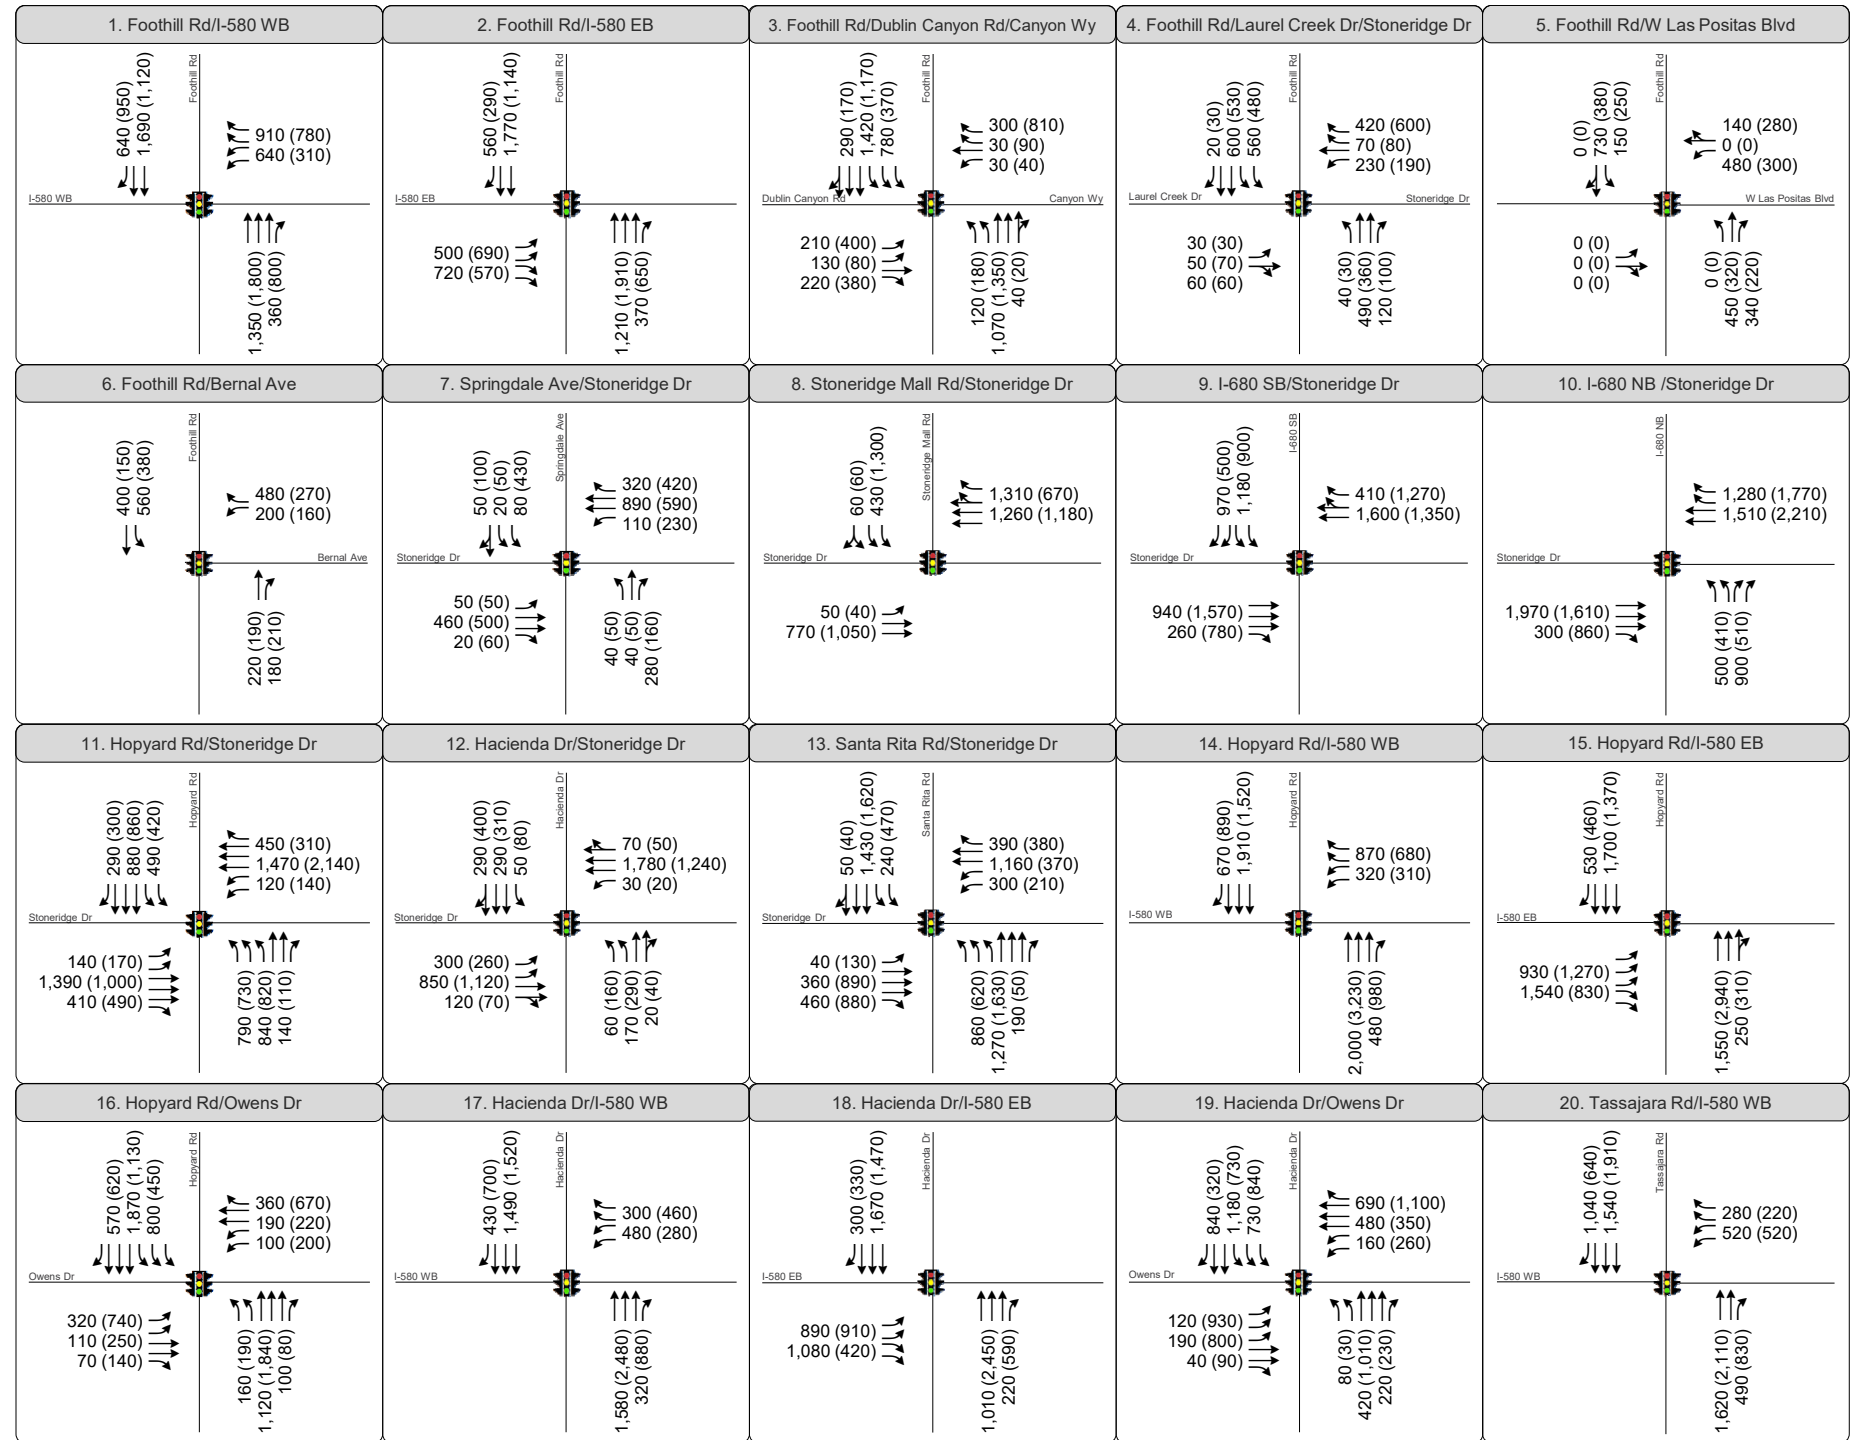 1. Foothill Rd/I-580 WB
Foothill Rd
640 (950)
1,690 (1,120)
910 (780)
640 (310)
I-580 WB
1,350 (1,800)
360 (800)
2. Foothill Rd/I-580 EB
Foothill Rd
560 (290)
1,770 (1,140)
I-580 EB
500 (690)
720 (570)
1,210 (1,910)
370 (650)
3. Foothill Rd/Dublin Canyon Rd/Canyon Wy
Foothill Rd
290 (170)
1,420 (1,170)
780 (370)
300 (810)
30 (90)
30 (40)
Dublin Canyon Rd
Canyon Wy
210 (400)
130 (80)
220 (380)
120 (180)
1,070 (1,350)
40 (20)
4. Foothill Rd/Laurel Creek Dr/Stoneridge Dr
Foothill Rd
20 (30)
600 (530)
560 (480)
420 (600)
70 (80)
230 (190)
Laurel Creek Dr
Stoneridge Dr
30 (30)
50 (70)
60 (60)
40 (30)
490 (360)
120 (100)
5. Foothill Rd/W Las Positas Blvd
Foothill Rd
0 (0)
730 (380)
150 (250)
140 (280)
0 (0)
480 (300)
W Las Positas Blvd
0 (0)
0 (0)
0 (0)
0 (0)
450 (320)
340 (220)
6. Foothill Rd/Bernal Ave
Foothill Rd
400 (150)
560 (380)
480 (270)
200 (160)
Bernal Ave
220 (190)
180 (210)
7. Springdale Ave/Stoneridge Dr
Springdale Ave
50 (100)
20 (50)
80 (430)
320 (420)
890 (590)
110 (230)
Stoneridge Dr
50 (50)
460 (500)
20 (60)
40 (50)
40 (50)
280 (160)
8. Stoneridge Mall Rd/Stoneridge Dr
Stoneridge Mall Rd
60 (60)
430 (1,300)
1,310 (670)
1,260 (1,180)
Stoneridge Dr
50 (40)
770 (1,050)
9. I-680 SB/Stoneridge Dr
I-680 SB
970 (500)
1,180 (900)
410 (1,270)
1,600 (1,350)
Stoneridge Dr
940 (1,570)
260 (780)
10. I-680 NB /Stoneridge Dr
I-680 NB
1,280 (1,770)
1,510 (2,210)
Stoneridge Dr
1,970 (1,610)
300 (860)
500 (410)
900 (510)
11. Hopyard Rd/Stoneridge Dr
Hopyard Rd
290 (300)
880 (860)
490 (420)
450 (310)
1,470 (2,140)
120 (140)
Stoneridge Dr
140 (170)
1,390 (1,000)
410 (490)
790 (730)
840 (820)
140 (110)
12. Hacienda Dr/Stoneridge Dr
Hacienda Dr
290 (400)
290 (310)
50 (80)
70 (50)
1,780 (1,240)
30 (20)
Stoneridge Dr
300 (260)
850 (1,120)
120 (70)
60 (160)
170 (290)
20 (40)
13. Santa Rita Rd/Stoneridge Dr
Santa Rita Rd
50 (40)
1,430 (1,620)
240 (470)
390 (380)
1,160 (370)
300 (210)
Stoneridge Dr
40 (130)
360 (890)
460 (880)
860 (620)
1,270 (1,630)
190 (50)
14. Hopyard Rd/I-580 WB
Hopyard Rd
670 (890)
1,910 (1,520)
870 (680)
320 (310)
I-580 WB
2,000 (3,230)
480 (980)
15. Hopyard Rd/I-580 EB
Hopyard Rd
530 (460)
1,700 (1,370)
I-580 EB
930 (1,270)
1,540 (830)
1,550 (2,940)
250 (310)
16. Hopyard Rd/Owens Dr
Hopyard Rd
570 (620)
1,870 (1,130)
800 (450)
360 (670)
190 (220)
100 (200)
Owens Dr
320 (740)
110 (250)
70 (140)
160 (190)
1,120 (1,840)
100 (80)
17. Hacienda Dr/I-580 WB
Hacienda Dr
430 (700)
1,490 (1,520)
300 (460)
480 (280)
I-580 WB
1,580 (2,480)
320 (880)
18. Hacienda Dr/I-580 EB
Hacienda Dr
300 (330)
1,670 (1,470)
I-580 EB
890 (910)
1,080 (420)
1,010 (2,450)
220 (590)
19. Hacienda Dr/Owens Dr
Hacienda Dr
840 (320)
1,180 (730)
730 (840)
690 (1,100)
480 (350)
160 (260)
Owens Dr
120 (930)
190 (800)
40 (90)
80 (30)
420 (1,010)
220 (230)
20. Tassajara Rd/I-580 WB
Tassajara Rd
1,040 (640)
1,540 (1,910)
280 (220)
520 (520)
I-580 WB
1,620 (2,110)
490 (830)